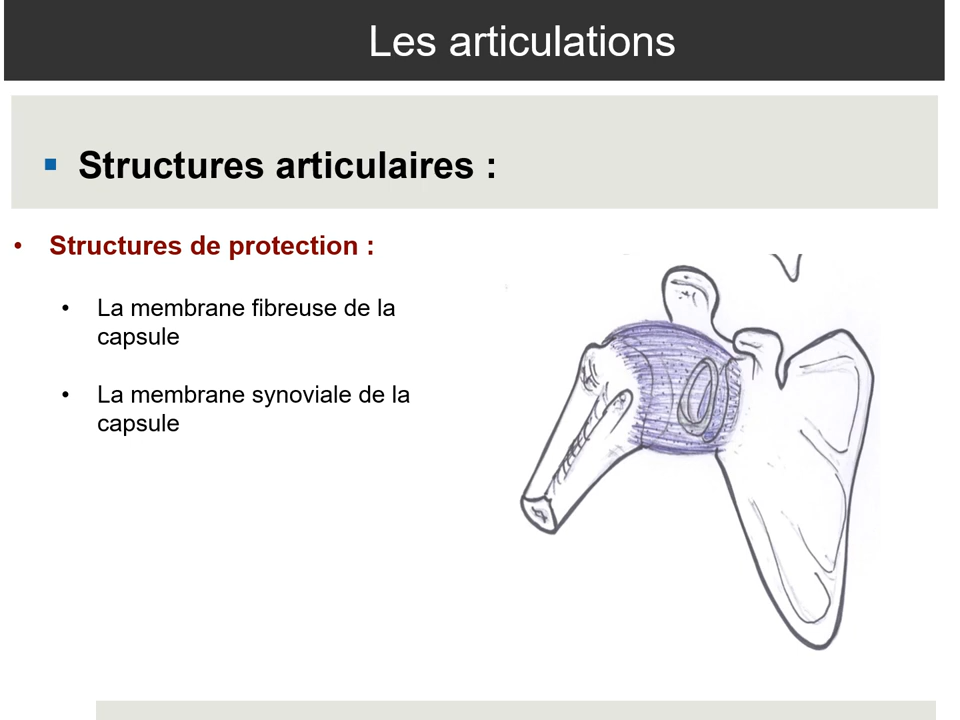 Les articulations
▪ Structures articulaires :
• Structures de protection :
• La membrane fibreuse de la
capsule
• La membrane synoviale de la
capsule